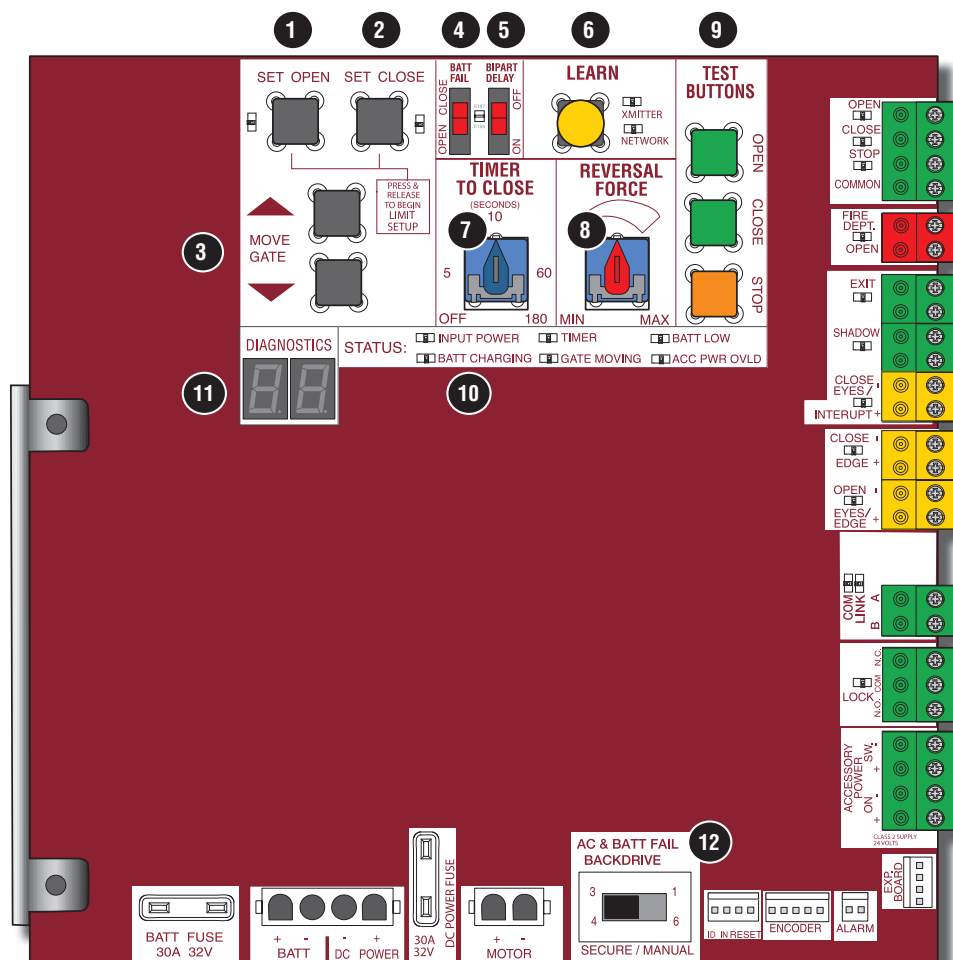 1
2
4
5
6
9
SET OPEN
SET CLOSE
BATT
FAIL
OPEN CLOSE
BIPART
DELAY
ON OFF
R187
R188
LEARN
XMITTER
NETWORK
TEST
BUTTONS
OPEN
CLOSE
STOP
PRESS &
RELEASE
TO BEGIN
LIMIT
SETUP
3
MOVE
GATE
TIMER
TO CLOSE
(SECONDS)
10
7
5
60
OFF
180
REVERSAL
FORCE
8
MIN
MAX
DIAGNOSTICS
11
STATUS:
INPUT POWER
TIMER
BATT LOW
BATT CHARGING
GATE MOVING
ACC PWR OVLD
10
OPEN
CLOSE
STOP
COMMON
FIRE
DEPT.
OPEN
EXIT
SHADOW
CLOSE -
EYES/
INTERUPT +
CLOSE -
EDGE +
OPEN -
EYES/
EDGE +
COM
LINK
A
B
N.C.
COM
N.O.
LOCK
ACCESSORY
POWER
SW.
- +
ON
- +
CLASS 2 SUPPLY
24 VOLTS
EXP.
BOARD
12
AC & BATT FAIL
BACKDRIVE
3
1
4
6
SECURE / MANUAL
BATT FUSE
30A 32V
+ -
BATT
- +
DC POWER
30A
32V
DC POWER FUSE
+ -
MOTOR
ID IN RESET
ENCODER
ALARM